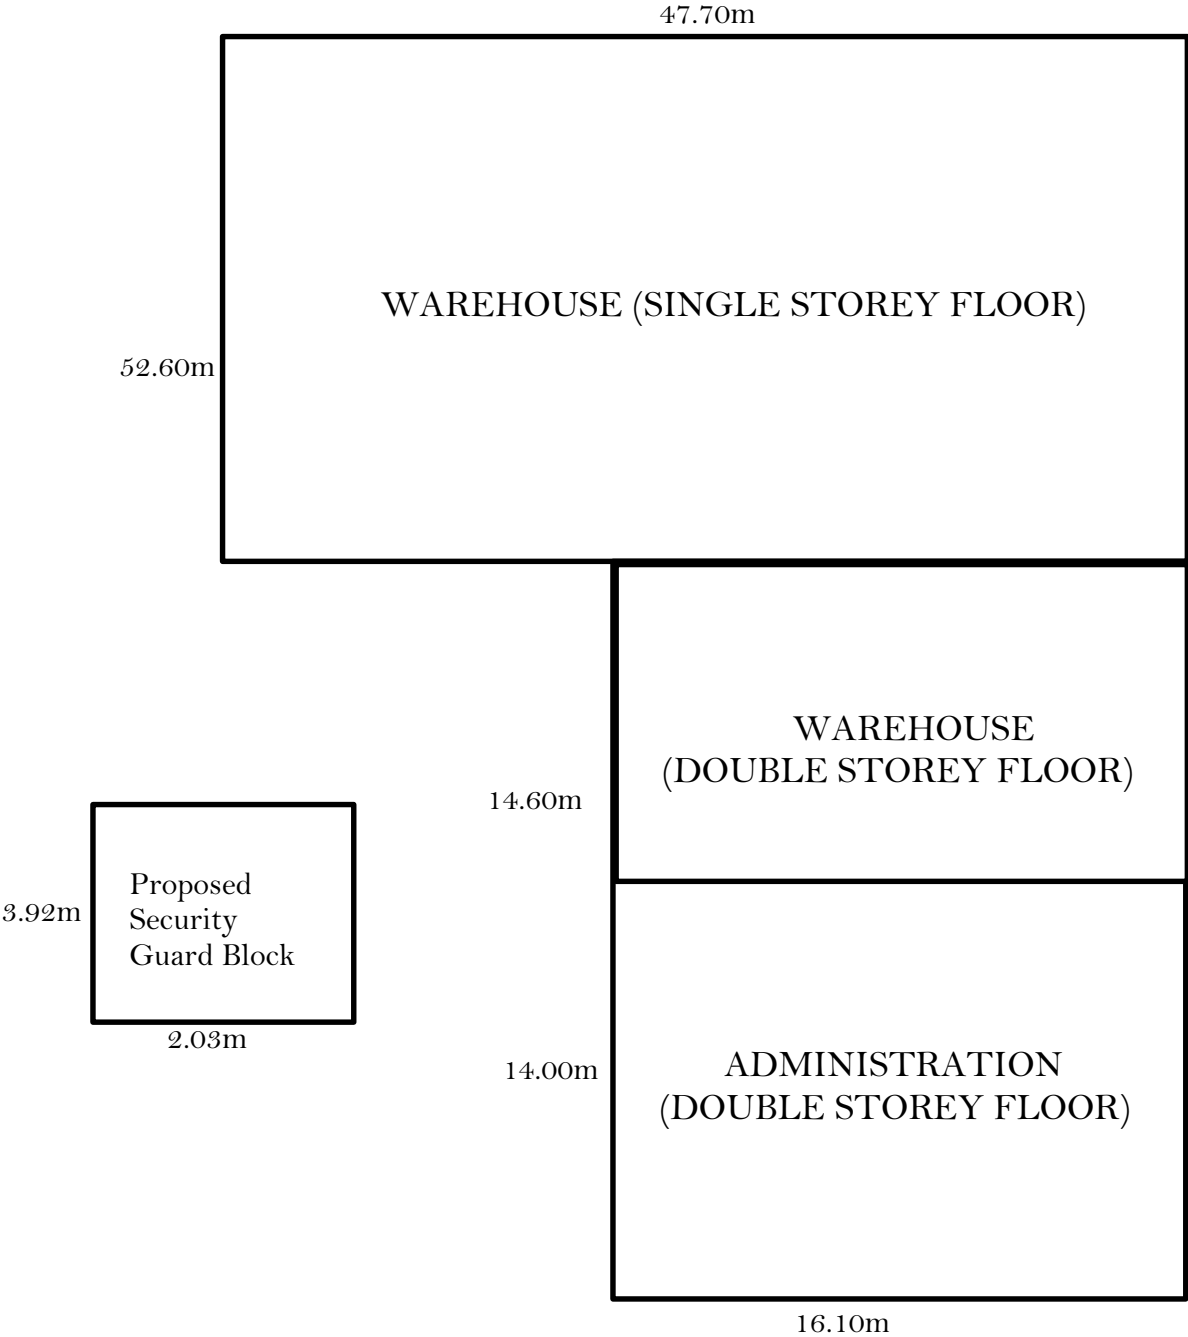 47.70m
WAREHOUSE (SINGLE STOREY FLOOR)
52.60m
WAREHOUSE
(DOUBLE STOREY FLOOR)
14.60m
Proposed
Security
Guard Block
3.92m
2.03m
14.00m
ADMINISTRATION
(DOUBLE STOREY FLOOR)
16.10m